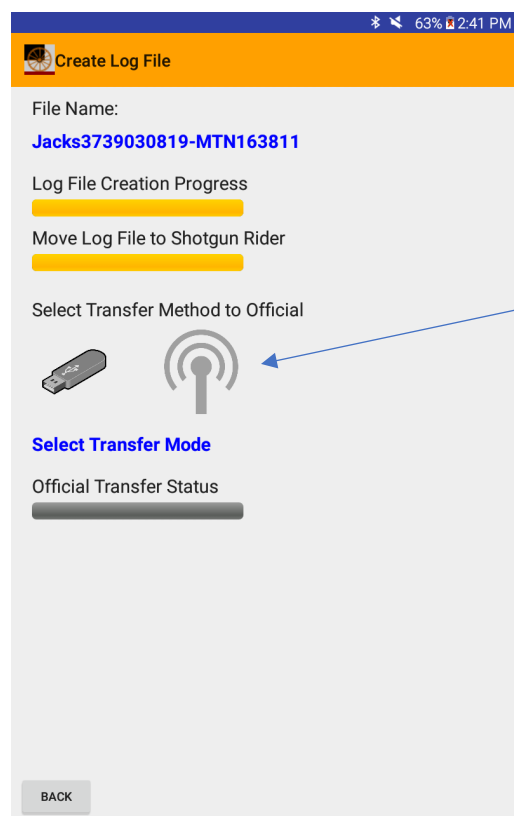 63% 2:41 PM
Create Log File
File Name:
Jacks3739030819-MTN163811
Log File Creation Progress
Move Log File to Shotgun Rider
Select Transfer Method to Official
Select Transfer Mode
Official Transfer Status
BACK